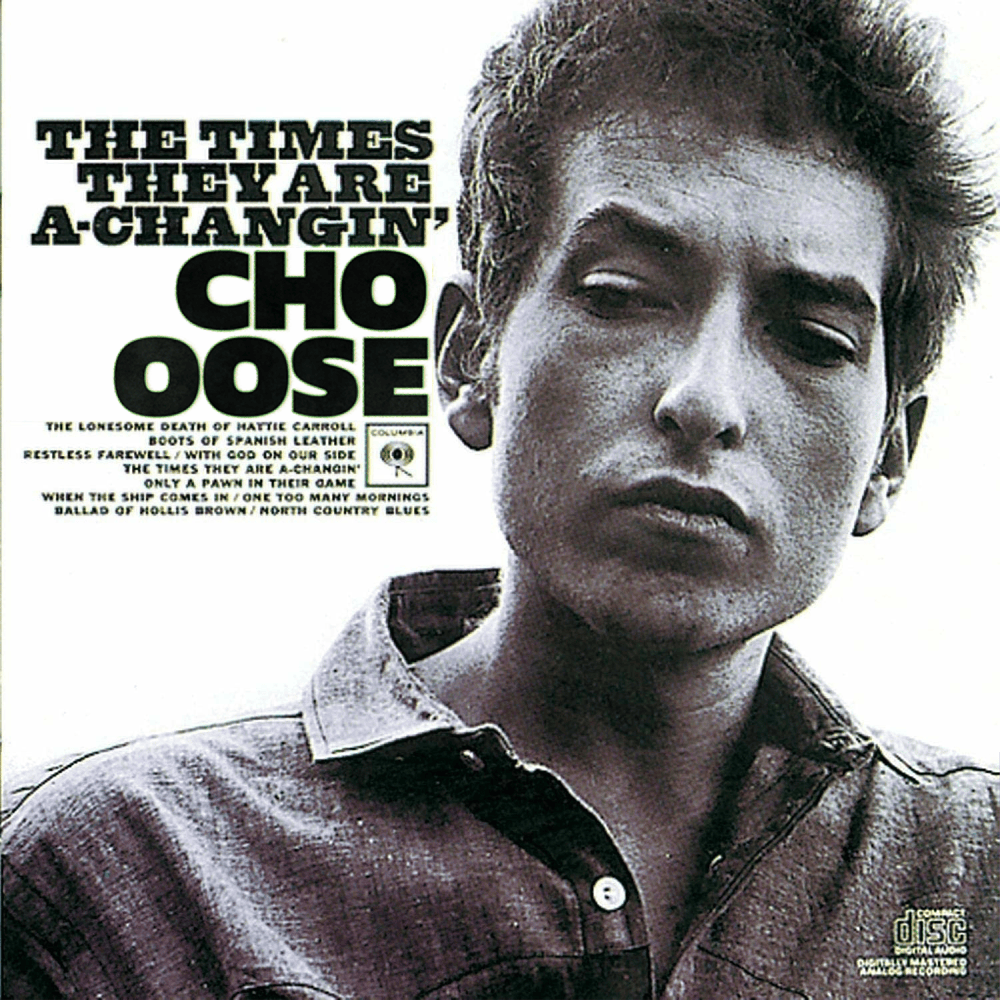 THE TIMES
THEY ARE
A-CHANGIN'
CHO
OOSE
THE LONESOME DEATH OF HATTIE CARROLL
BOOTS OF SPANISH LEATHER
RESTLESS FAREWELL / WITH GOD ON OUR SIDE
THE TIMES THEY ARE A-CHANGIN'
ONLY A PAWN IN THEIR GAME
WHEN THE SHIP COMES IN / ONE TOO MANY MORNINGS
BALLAD OF HOLLIS BROWN / NORTH COUNTRY BLUES
COLUMBIA
COMPACT
disc
DIGITAL AUDIO
DIGITALLY MASTERED
ANALOG RECORDING